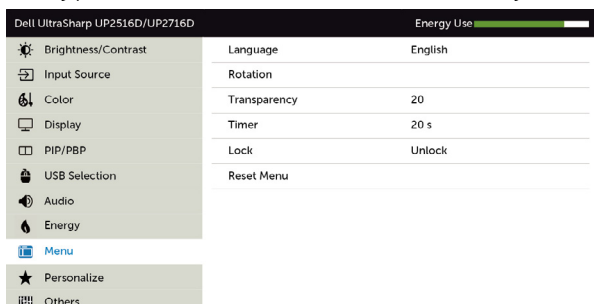 Dell UltraSharp UP2516D/UP2716D Energy Use
Brightness/Contrast Language English
Input Source Rotation
Color Transparency 20
Display Timer 20 s
PIP/PBP Lock Unlock
USB Selection Reset Menu
Audio
Energy
Menu
Personalize
Others